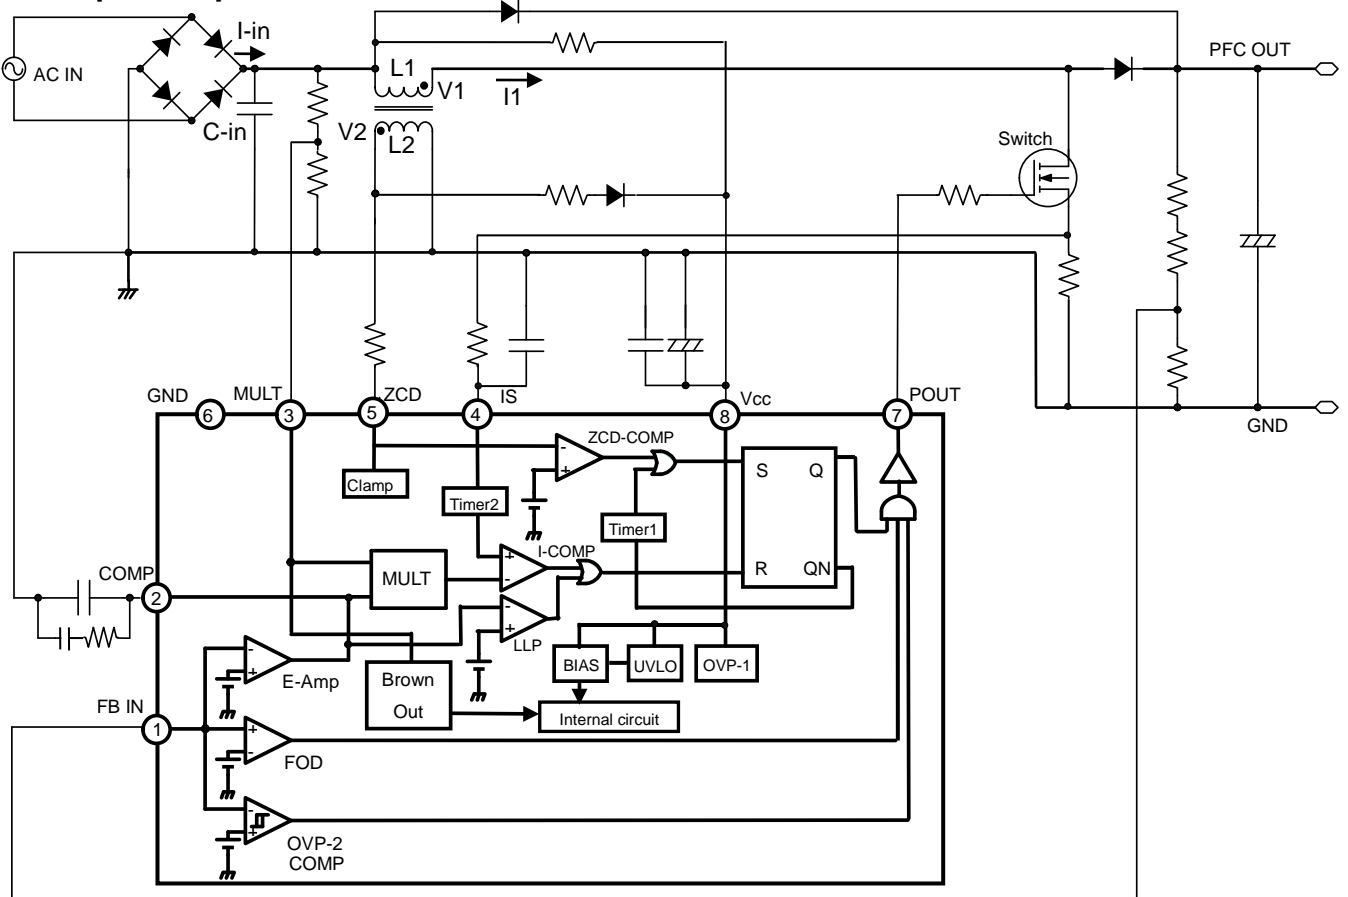 I-in
PFC OUT
AC IN
L1
V1
I1
C-in
V2
L2
Switch
GND
MULT
ZCD
IS
Vcc
POUT
GND
6
3
5
4
8
7
ZCD-COMP
Clamp
S
Q
Timer2
Timer1
I-COMP
COMP
MULT
R
QN
2
LLP
BIAS
UVLO
OVP-1
E-Amp
Brown
Out
FB IN
Internal circuit
1
FOD
OVP-2
COMP